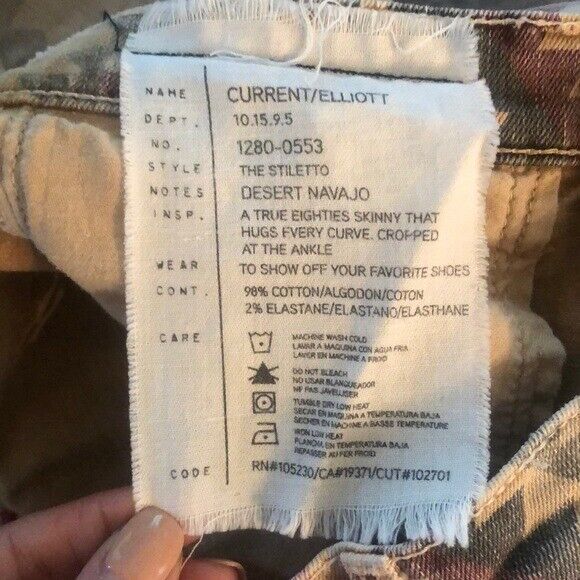 NAME CURRENT/ELLIOTT
DEPT. 10.15.9.5
NO. 1280-0553
STYLE THE STILETTO
NOTES DESERT NAVAJO
INSP. A TRUE EIGHTIES SKINNY THAT
HUGS EVERY CURVE. CROPPED
AT THE ANKLE
WEAR TO SHOW OFF YOUR FAVORITE SHOES
CONT. 98% COTTON/ALGODON/COTON
2% ELASTANE/ELASTANO/ELASTHANE
CARE MACHINE WASH COLD
LAVAR A MAQUINA CON AGUA FRIA
LAVER EN MACHINE A FROID
DO NOT BLEACH
NO USAR BLANQUEADOR
NE PAS JAVELLISER
TUMBLE DRY LOW HEAT
SECAR EN MAQUINA A TEMPERATURA BAJA
SECHER EN MACHINE A BASSE TEMPERATURE
IRON LOW HEAT
PLANCHA EN TEMPERATURA BAJA
REPASSER AU FER FROID
CODE RN#105230/CA#19371/CUT#102701